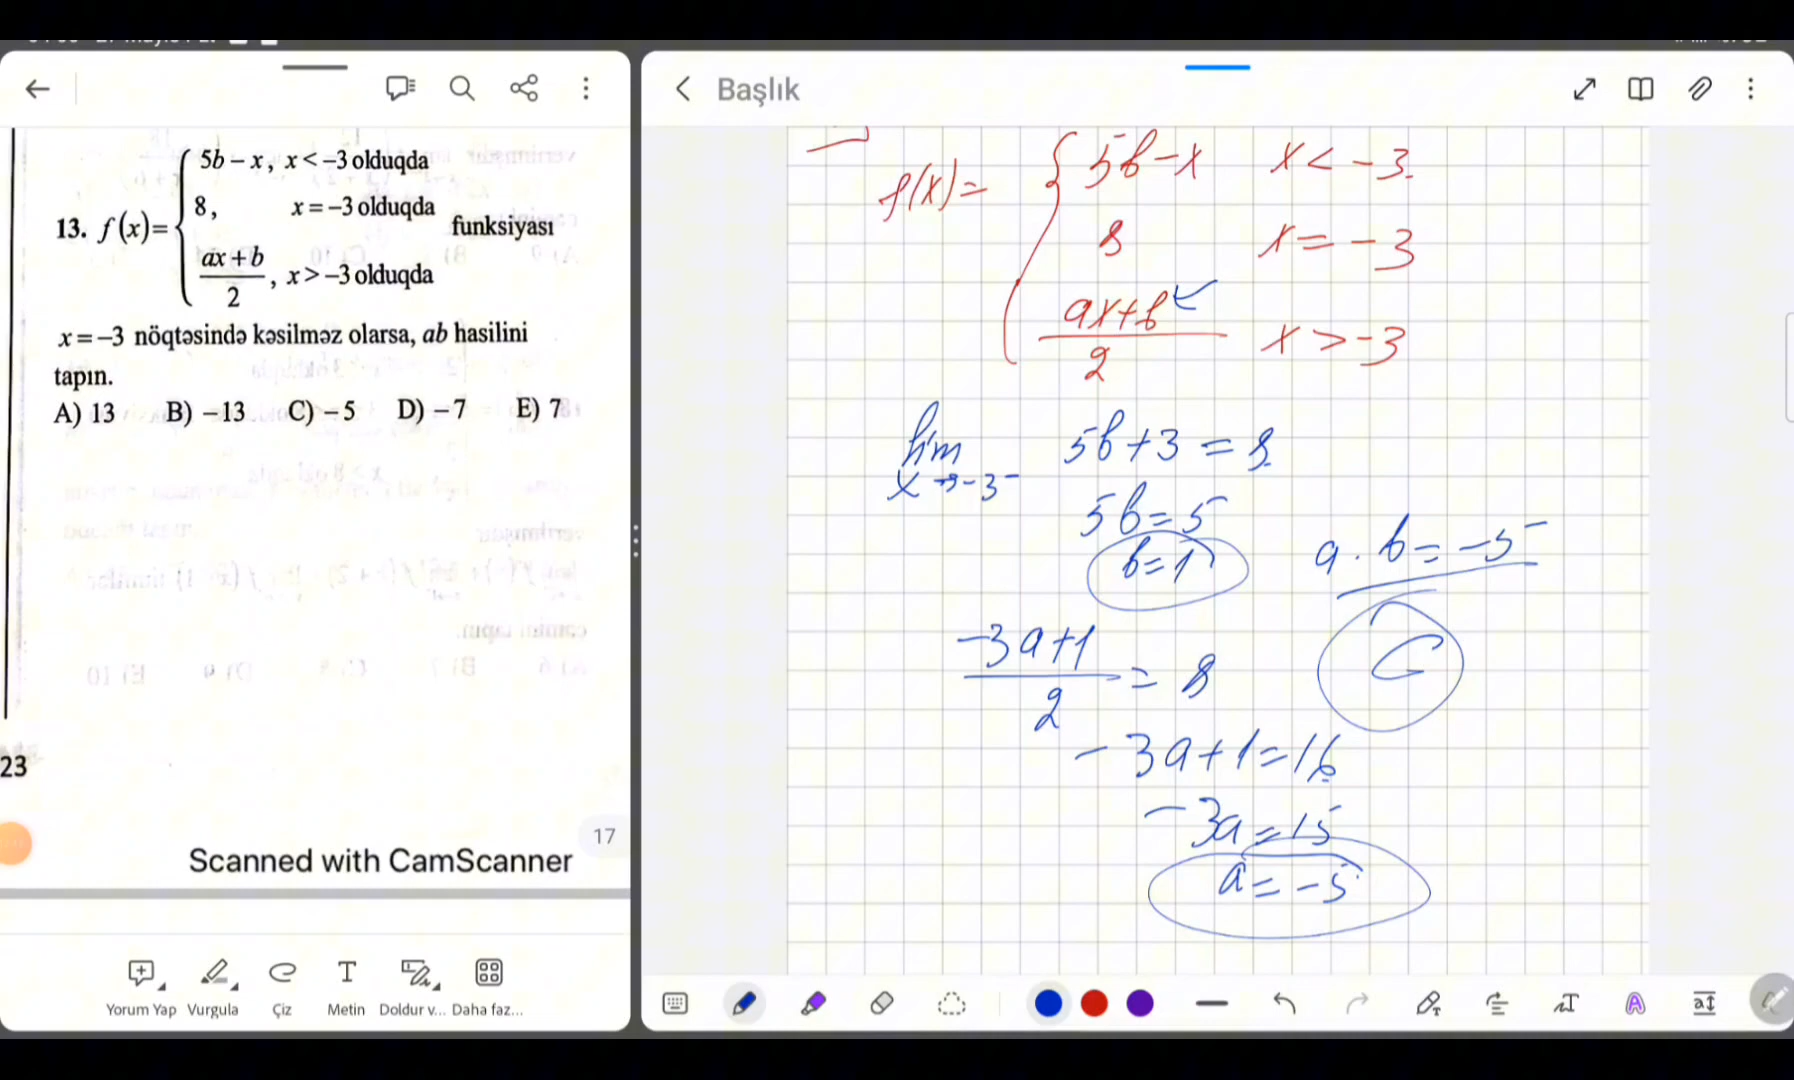 Başlık
13. f(x)= { 5b – x, x < –3 olduqda
8, x = –3 olduqda
ax + b / 2, x > –3 olduqda
funksiyası
x = –3 nöqtəsində kəsilməz olarsa, ab hasilini
tapın.
A) 13 B) –13 C) –5 D) –7 E) 7
23
17
Scanned with CamScanner
Yorum Yap Vurgula Çiz Metin Doldur v... Daha faz...
f(x)= { 5b-x x < -3
8 x = -3
ax+b / 2 x > -3
lim x→-3⁻ 5b+3 = 8
5b=5
b=1
a·b=-5
C
-3a+1 / 2 = 8
-3a+1=16
-3a=15
a=-5